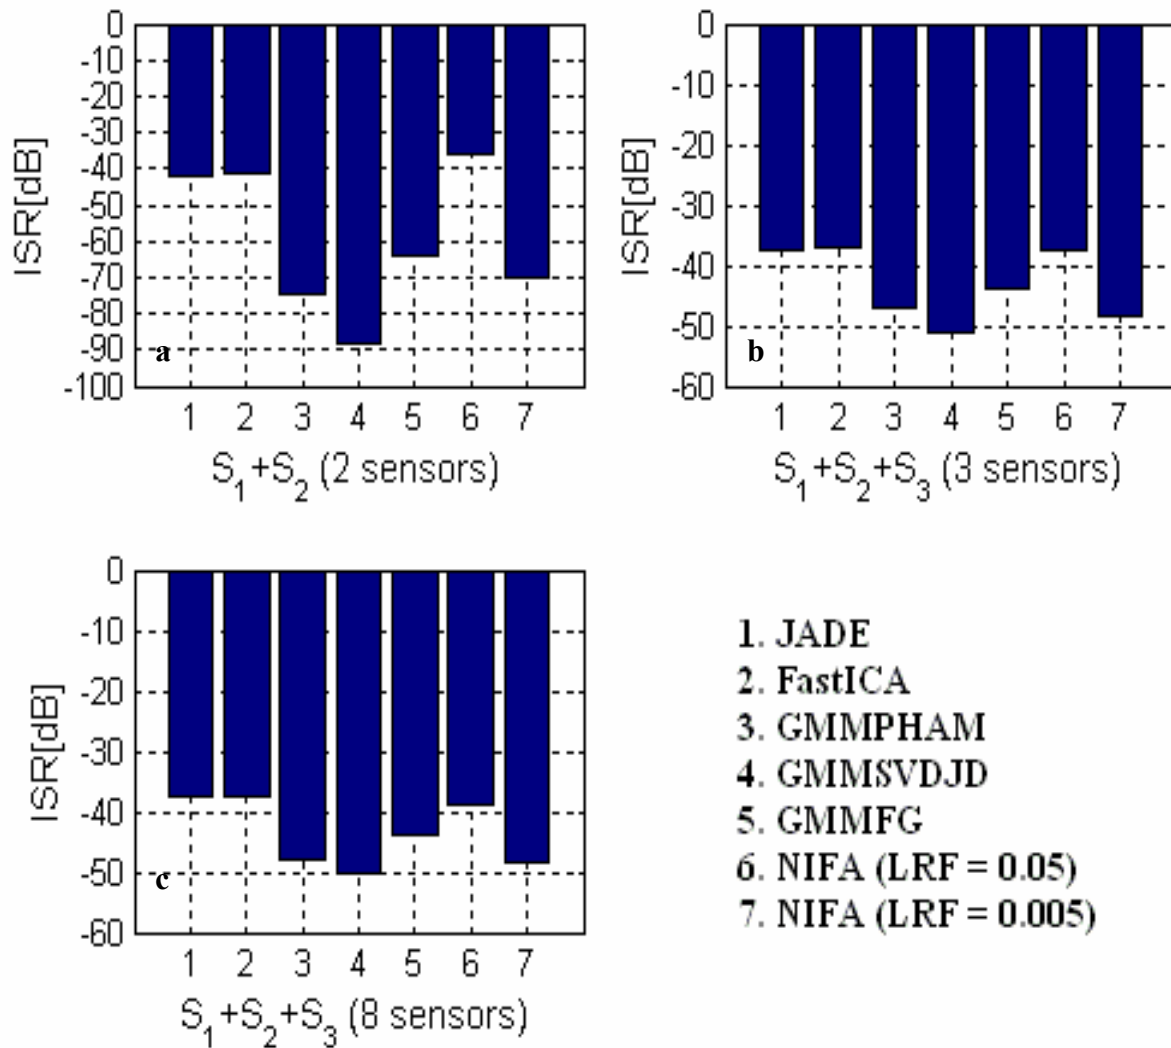 0
-10
-20
-30
-40
-50
-60
-70
-80
-90
-100
ISR[dB]
a
1 2 3 4 5 6 7
S1+S2 (2 sensors)
0
-10
-20
-30
-40
-50
-60
ISR[dB]
b
1 2 3 4 5 6 7
S1+S2+S3 (3 sensors)
0
-10
-20
-30
-40
-50
-60
ISR[dB]
c
1 2 3 4 5 6 7
S1+S2+S3 (8 sensors)
1. JADE
2. FastICA
3. GMMPHAM
4. GMMSVDJD
5. GMMFG
6. NIFA (LRF = 0.05)
7. NIFA (LRF = 0.005)